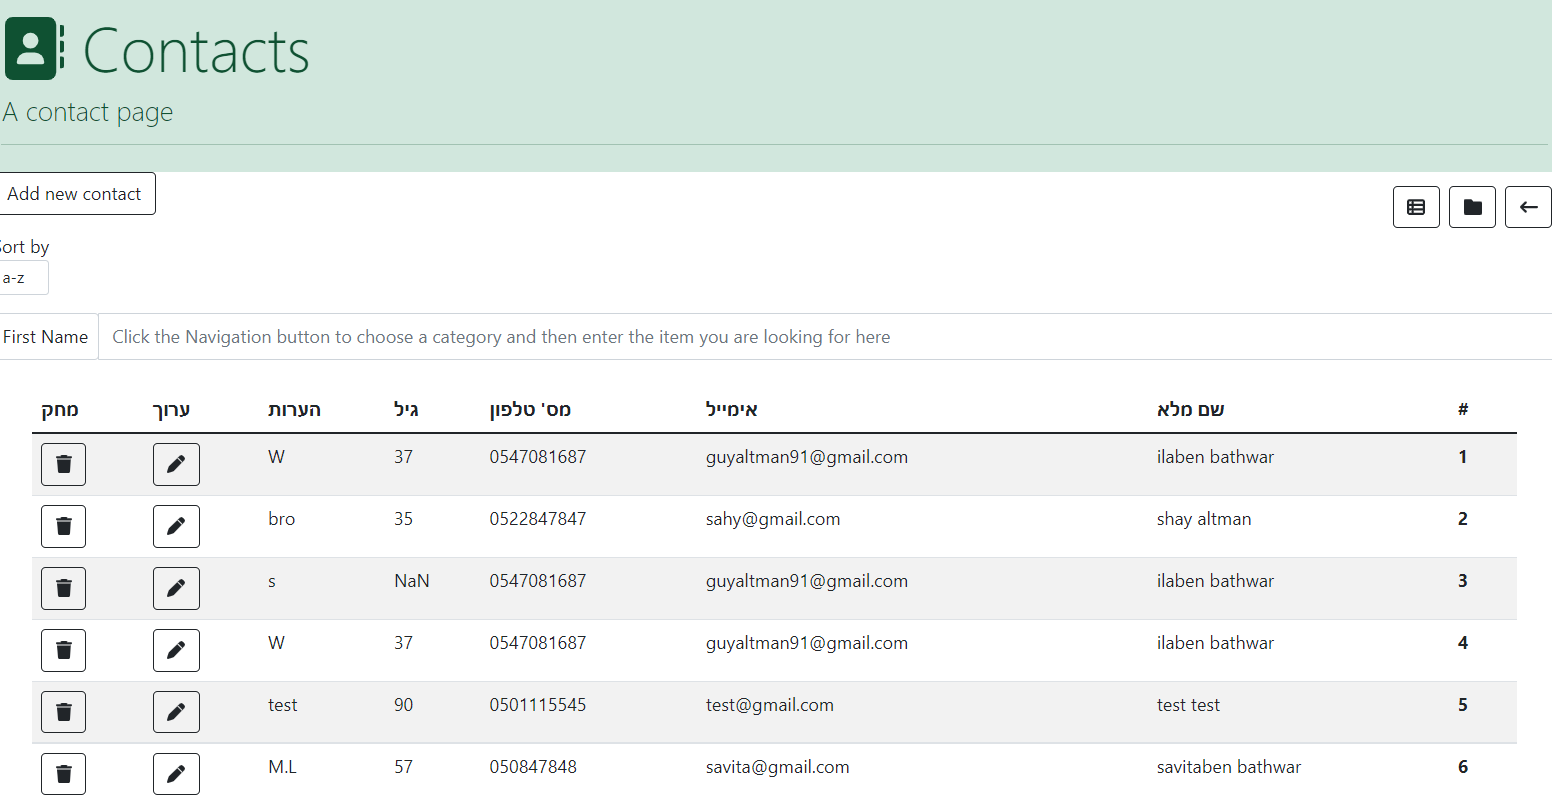 Contacts
A contact page
Add new contact
Sort by
a-z
First Name Click the Navigation button to choose a category and then enter the item you are looking for here
# שם מלא אימייל מס' טלפון גיל הערות ערוך מחק
1 ilaben bathwar guyaltman91@gmail.com 0547081687 37 W
2 shay altman sahy@gmail.com 0522847847 35 bro
3 ilaben bathwar guyaltman91@gmail.com 0547081687 NaN s
4 ilaben bathwar guyaltman91@gmail.com 0547081687 37 W
5 test test test@gmail.com 0501115545 90 test
6 savitaben bathwar savita@gmail.com 050847848 57 M.L